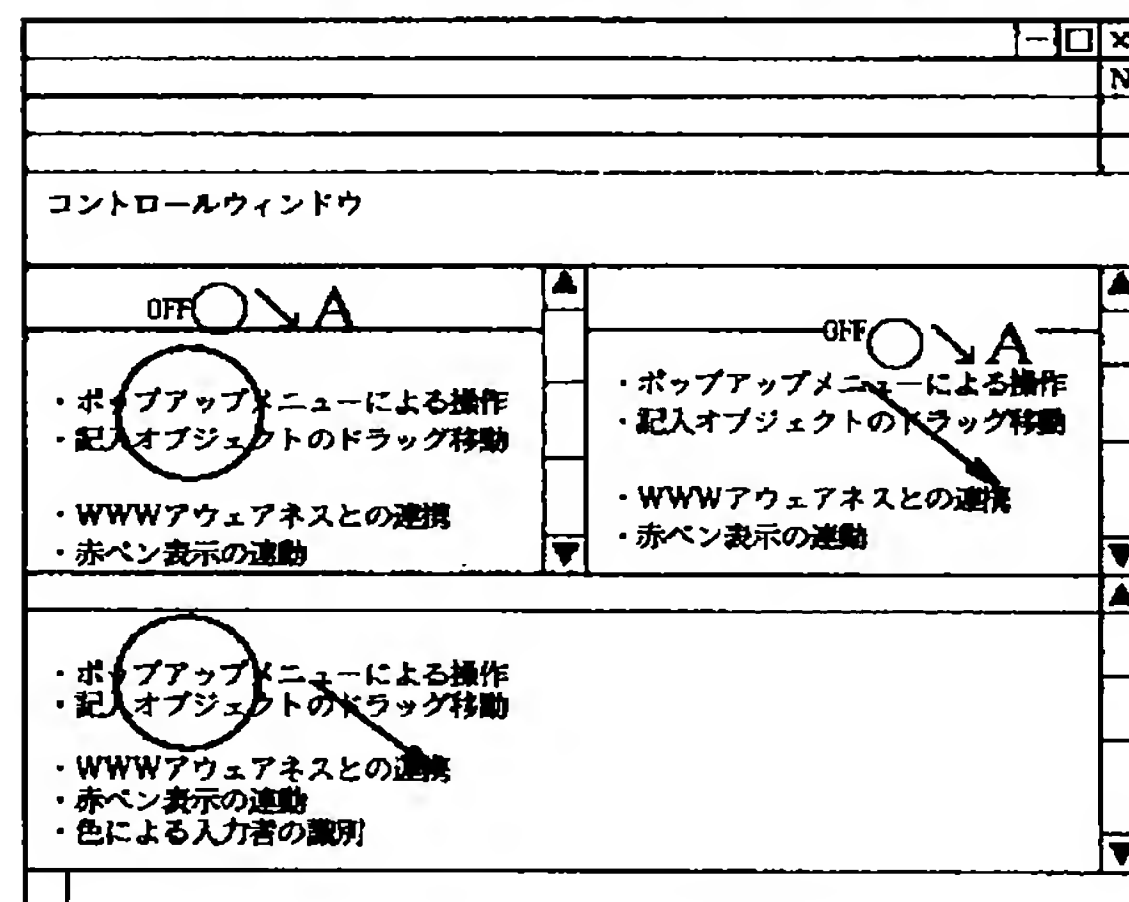 N
コントロールウィンドウ
OFF A
・ポップアップメニューによる操作
・記入オブジェクトのドラッグ移動
・WWWアウェアネスとの連携
・赤ペン表示の連動
OFF A
・ポップアップメニューによる操作
・記入オブジェクトのドラッグ移動
・WWWアウェアネスとの連携
・赤ペン表示の連動
・ポップアップメニューによる操作
・記入オブジェクトのドラッグ移動
・WWWアウェアネスとの連携
・赤ペン表示の連動
・色による入力者の識別